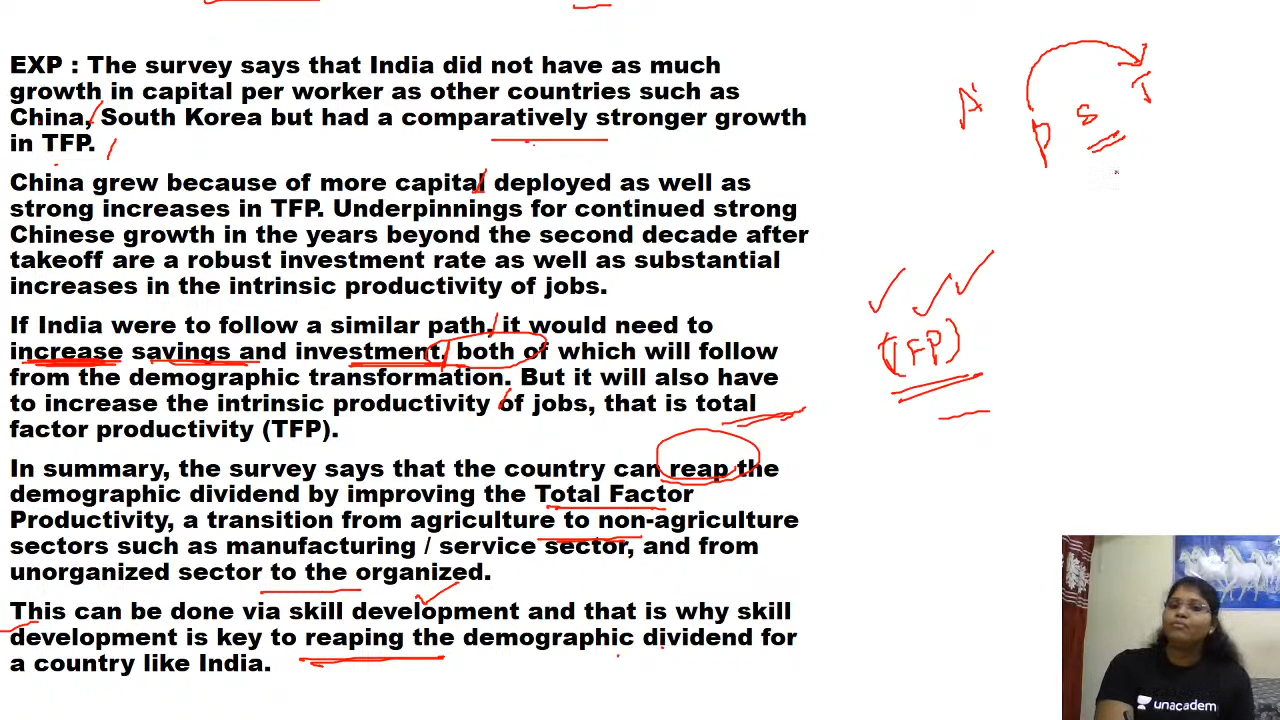 EXP : The survey says that India did not have as much
growth in capital per worker as other countries such as
China, South Korea but had a comparatively stronger growth
in TFP.
China grew because of more capital deployed as well as
strong increases in TFP. Underpinnings for continued strong
Chinese growth in the years beyond the second decade after
takeoff are a robust investment rate as well as substantial
increases in the intrinsic productivity of jobs.
If India were to follow a similar path, it would need to
increase savings and investment, both of which will follow
from the demographic transformation. But it will also have
to increase the intrinsic productivity of jobs, that is total
factor productivity (TFP).
In summary, the survey says that the country can reap the
demographic dividend by improving the Total Factor
Productivity, a transition from agriculture to non-agriculture
sectors such as manufacturing / service sector, and from
unorganized sector to the organized.
This can be done via skill development and that is why skill
development is key to reaping the demographic dividend for
a country like India.
A P S T
(TFP)
unacadem